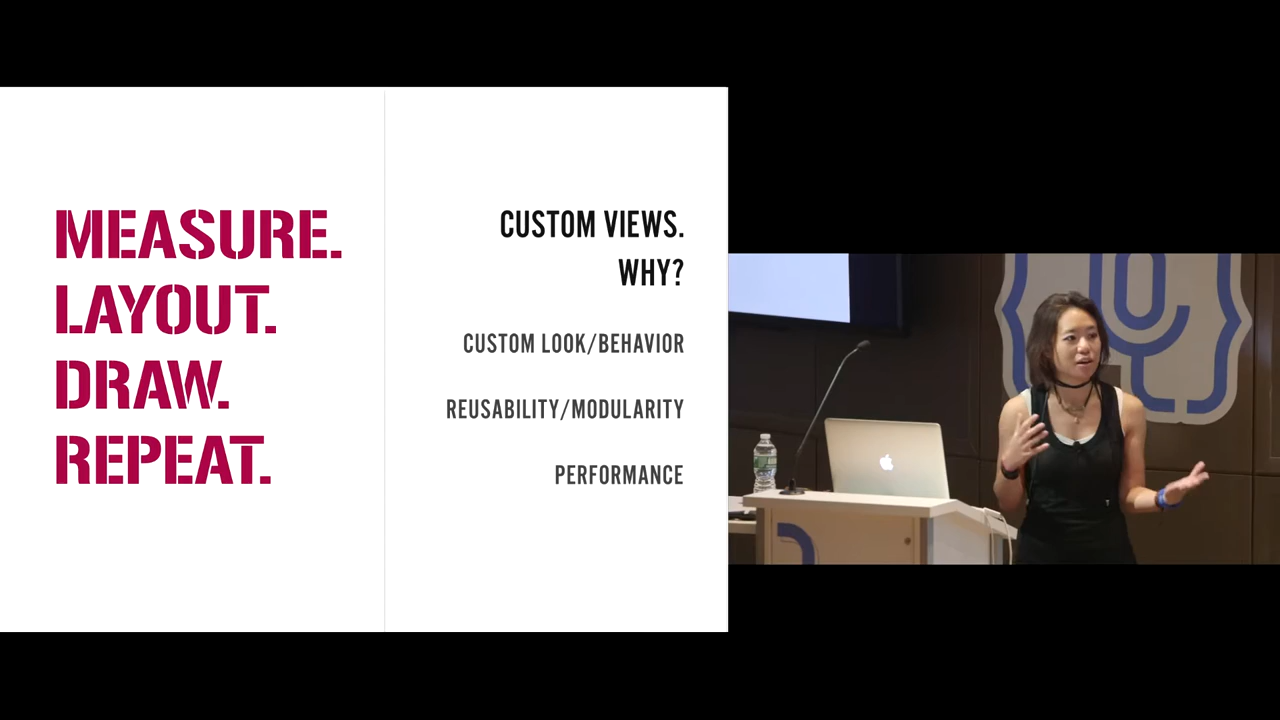 MEASURE.
LAYOUT.
DRAW.
REPEAT.
CUSTOM VIEWS.
WHY?
CUSTOM LOOK/BEHAVIOR
REUSABILITY/MODULARITY
PERFORMANCE